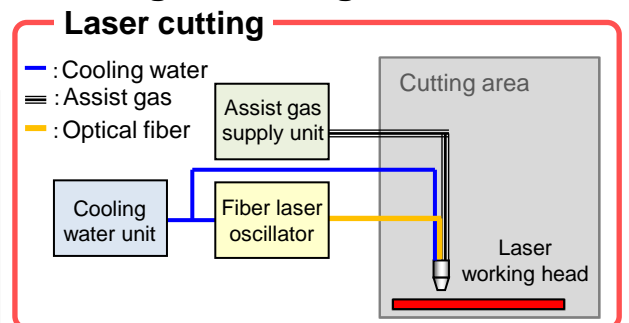 Laser cutting
: Cooling water
: Assist gas
: Optical fiber
Assist gas
supply unit
Cutting area
Cooling
water unit
Fiber laser
oscillator
Laser
working head